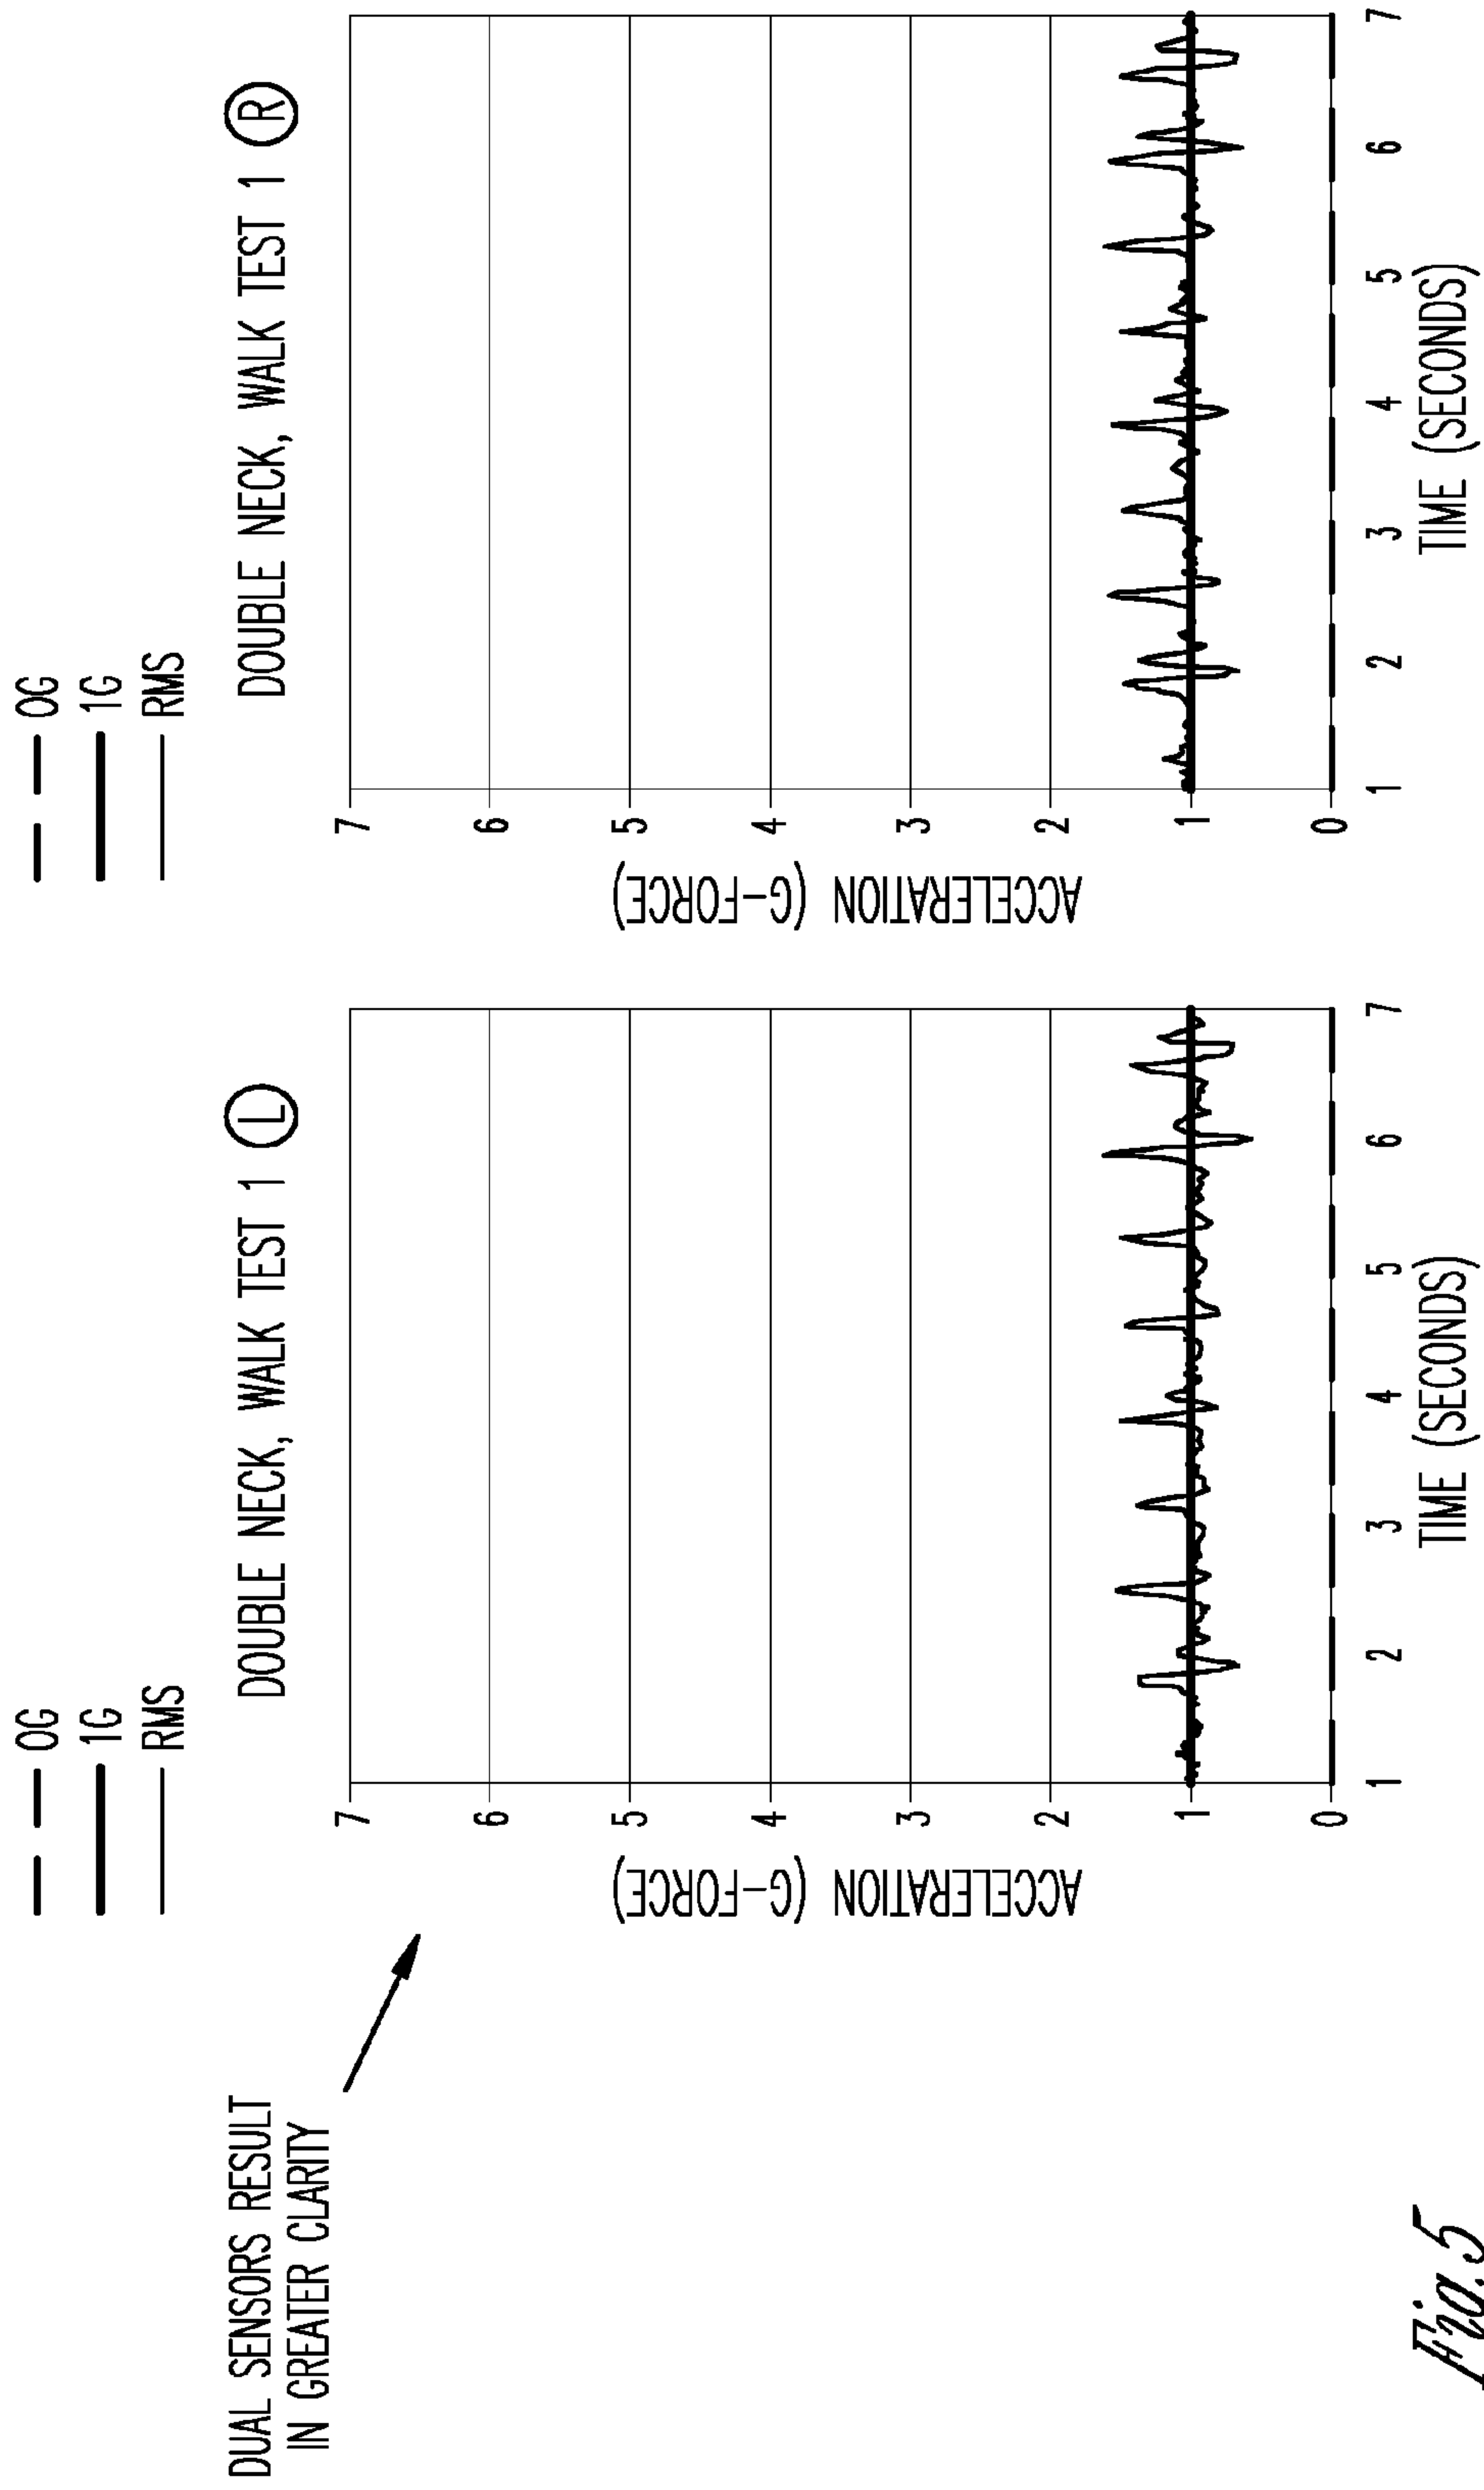 DUAL SENSORS RESULT
IN GREATER CLARITY
0G
1G
RMS
DOUBLE NECK, WALK TEST 1 L
ACCELERATION (G-FORCE)
7
6
5
4
3
2
1
0
1 2 3 4 5 6 7
TIME (SECONDS)
0G
1G
RMS
DOUBLE NECK, WALK TEST 1 R
ACCELERATION (G-FORCE)
7
6
5
4
3
2
1
0
1 2 3 4 5 6 7
TIME (SECONDS)
Fig.5